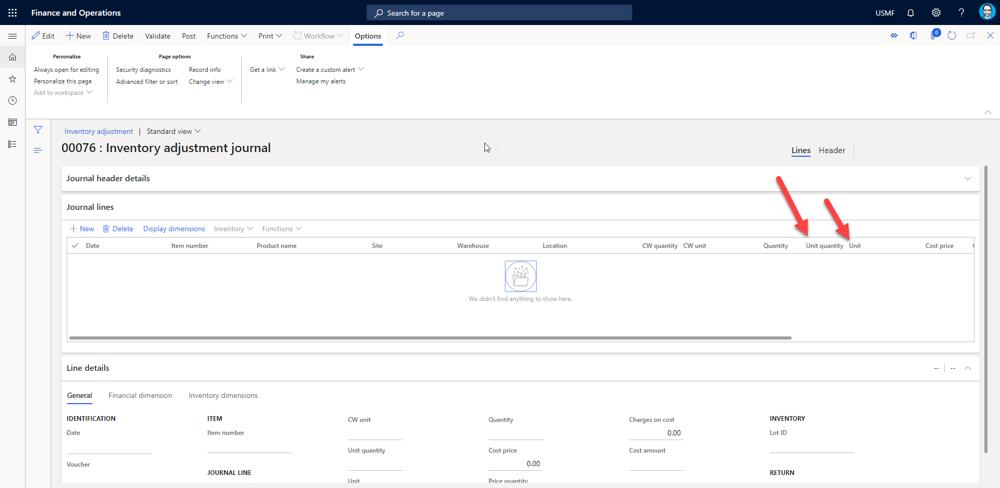 Finance and Operations
Search for a page
USMF
?
Edit New Delete Validate Post Functions Print Workflow Options
0
Personalize
Always open for editing
Personalize this page
Add to workspace
Page options
Security diagnostics Record info
Advanced filter or sort Change view
Share
Get a link Create a custom alert
Manage my alerts
Inventory adjustment | Standard view
00076 : Inventory adjustment journal
Lines Header
Journal header details
Journal lines
New Delete Display dimensions Inventory Functions
Date Item number Product name Site Warehouse Location CW quantity CW unit Quantity Unit quantity Unit Cost price
We didn't find anything to show here.
Line details
-- | --
General Financial dimension Inventory dimensions
IDENTIFICATION
Date
Voucher
ITEM
Item number
JOURNAL LINE
CW unit
Unit quantity
Unit
Quantity
Cost price
0.00
Price quantity
Charges on cost
0.00
Cost amount
INVENTORY
Lot ID
RETURN